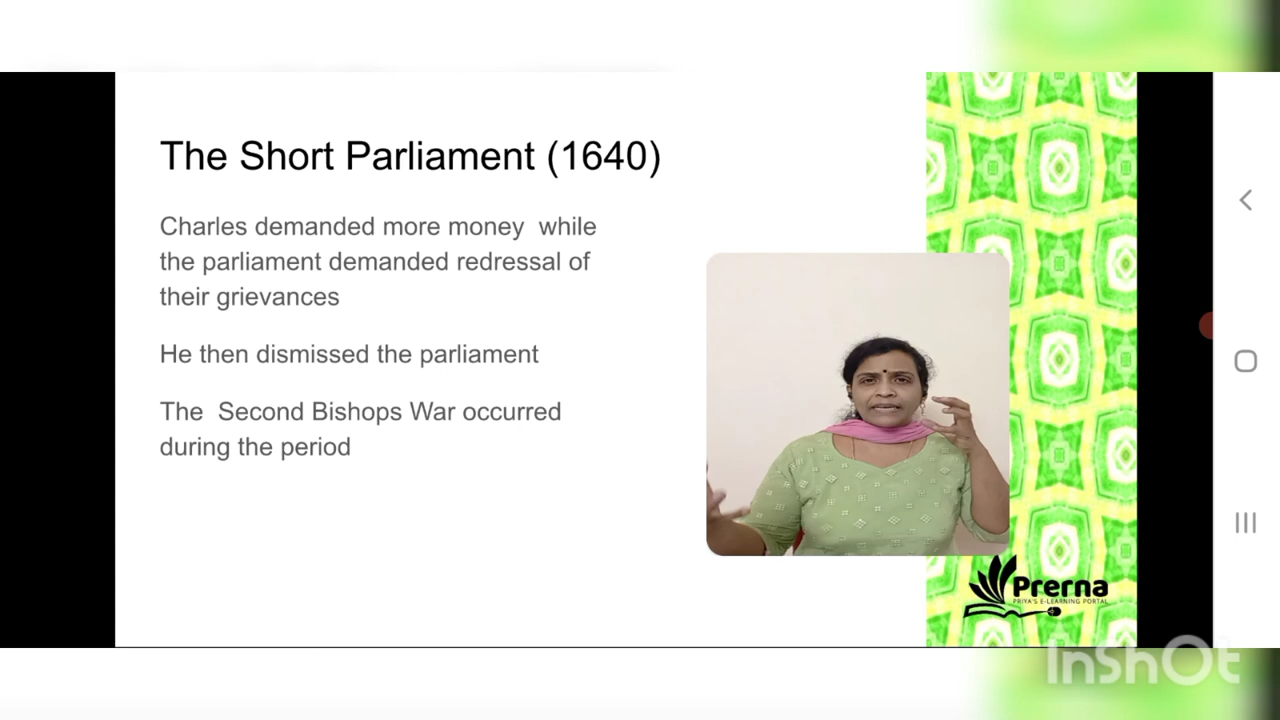 The Short Parliament (1640)
Charles demanded more money  while
the parliament demanded redressal of
their grievances
He then dismissed the parliament
The  Second Bishops War occurred
during the period
Prerna
PRIYA'S E-LEARNING PORTAL
InShOt